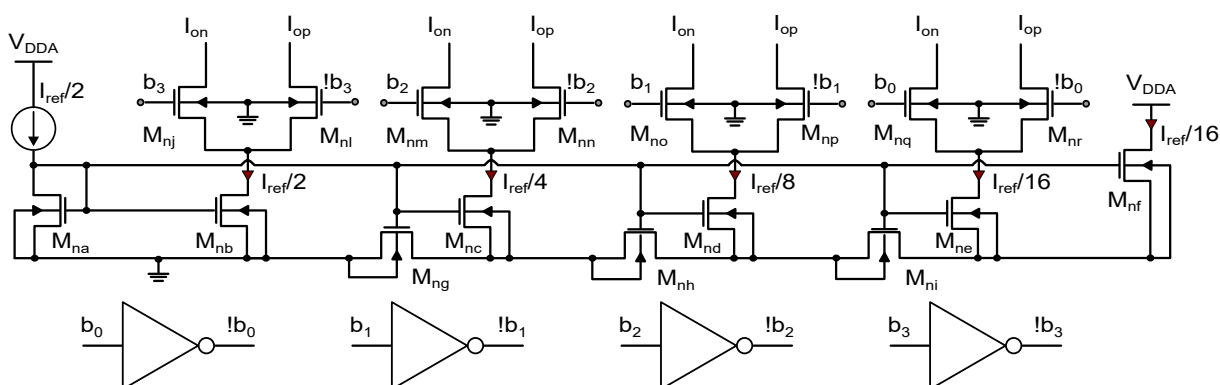 I_on I_op I_on I_op I_on I_op I_on I_op
V_DDA
I_ref/2 b_3 !b_3 b_2 !b_2 b_1 !b_1 b_0 !b_0 V_DDA
M_nj M_nl M_nm M_nn M_no M_np M_nq M_nr I_ref/16
I_ref/2 I_ref/4 I_ref/8 I_ref/16 M_nf
M_na M_nb M_nc M_nd M_ne
M_ng M_nh M_ni
b_0 !b_0 b_1 !b_1 b_2 !b_2 b_3 !b_3